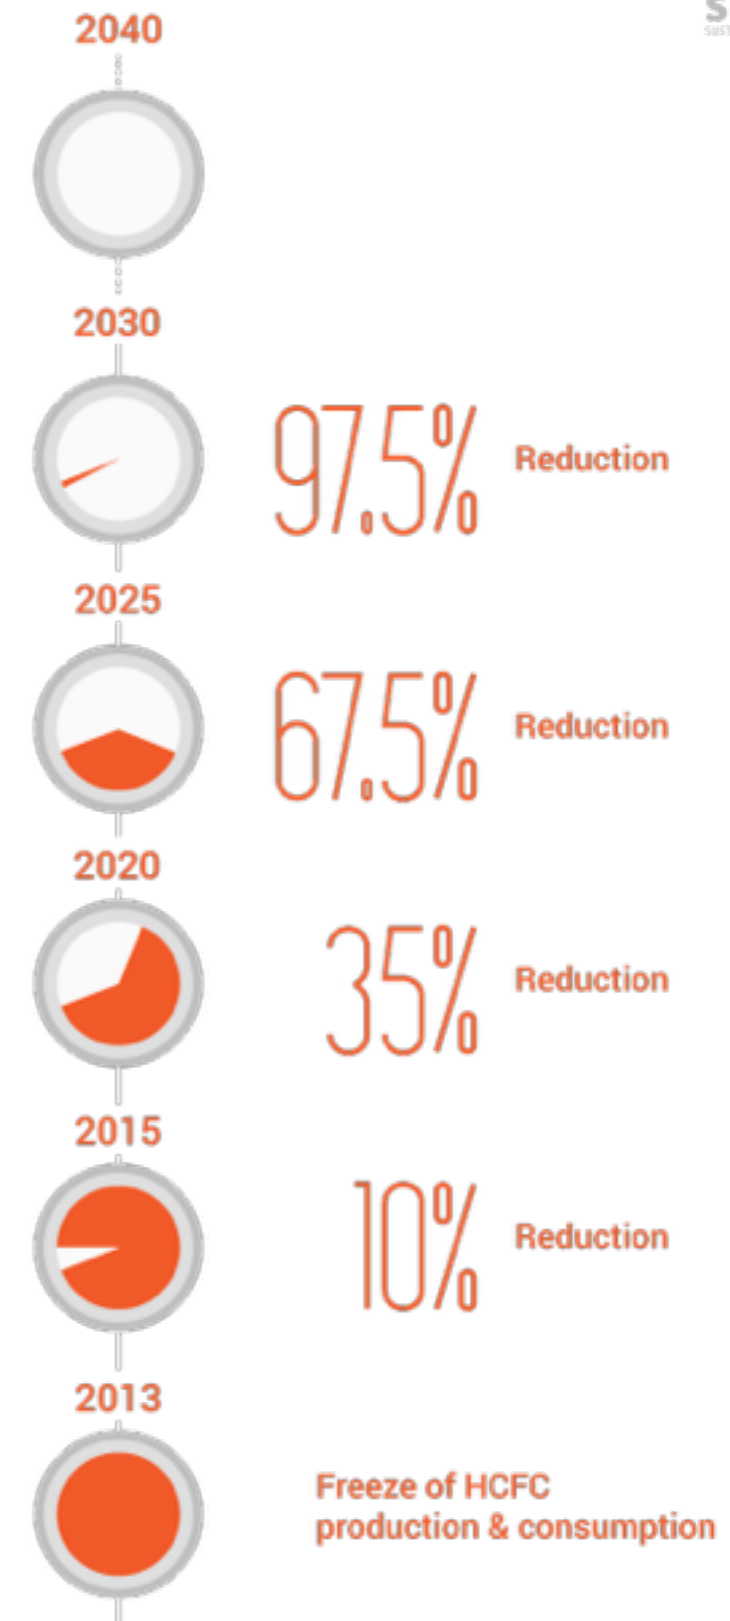 2040
2030
97.5% Reduction
2025
67.5% Reduction
2020
35% Reduction
2015
10% Reduction
2013
Freeze of HCFC
production & consumption